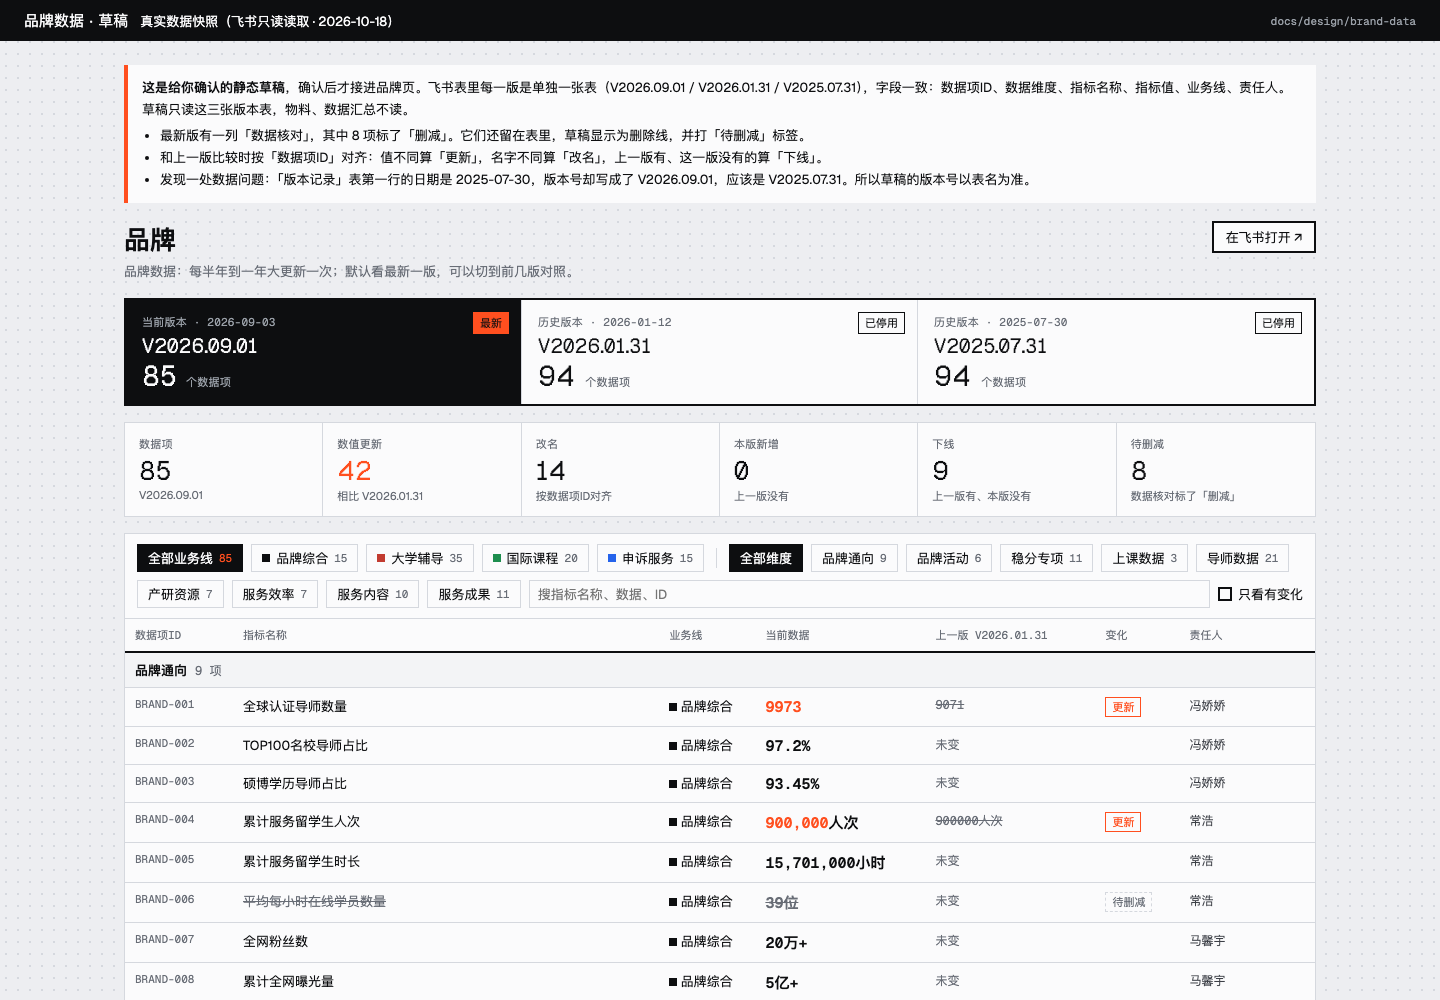 品牌数据 · 草稿 真实数据快照（飞书只读读取 · 2026-10-18） docs/design/brand-data
这是给你确认的静态草稿，确认后才接进品牌页。飞书表里每一版是单独一张表（V2026.09.01 / V2026.01.31 / V2025.07.31），字段一致：数据项ID、数据维度、指标名称、指标值、业务线、责任人。
草稿只读这三张版本表，物料、数据汇总不读。
• 最新版有一列「数据核对」，其中 8 项标了「删减」。它们还留在表里，草稿显示为删除线，并打「待删减」标签。
• 和上一版比较时按「数据项ID」对齐：值不同算「更新」，名字不同算「改名」，上一版有、这一版没有的算「下线」。
• 发现一处数据问题：「版本记录」表第一行的日期是 2025-07-30，版本号却写成了 V2026.09.01，应该是 V2025.07.31。所以草稿的版本号以表名为准。
品牌 在飞书打开 ↗
品牌数据：每半年到一年大更新一次；默认看最新一版，可以切到前几版对照。
当前版本 · 2026-09-03 最新 历史版本 · 2026-01-12 已停用 历史版本 · 2025-07-30 已停用
V2026.09.01 V2026.01.31 V2025.07.31
85 个数据项 94 个数据项 94 个数据项
数据项 数值更新 改名 本版新增 下线 待删减
85 42 14 0 9 8
V2026.09.01 相比 V2026.01.31 按数据项ID对齐 上一版没有 上一版有、本版没有 数据核对标了「删减」
全部业务线 85 品牌综合 15 大学辅导 35 国际课程 20 申诉服务 15 全部维度 品牌通向 9 品牌活动 6 稳分专项 11 上课数据 3 导师数据 21
产研资源 7 服务效率 7 服务内容 10 服务成果 11 搜指标名称、数据、ID 只看有变化
数据项ID 指标名称 业务线 当前数据 上一版 V2026.01.31 变化 责任人
品牌通向 9 项
BRAND-001 全球认证导师数量 品牌综合 9973 9071 更新 冯娇娇
BRAND-002 TOP100名校导师占比 品牌综合 97.2% 未变 冯娇娇
BRAND-003 硕博学历导师占比 品牌综合 93.45% 未变 冯娇娇
BRAND-004 累计服务留学生人次 品牌综合 900,000人次 900000人次 更新 常浩
BRAND-005 累计服务留学生时长 品牌综合 15,701,000小时 未变 常浩
BRAND-006 平均每小时在线学员数量 品牌综合 39位 未变 待删减 常浩
BRAND-007 全网粉丝数 品牌综合 20万+ 未变 马馨宇
BRAND-008 累计全网曝光量 品牌综合 5亿+ 未变 马馨宇